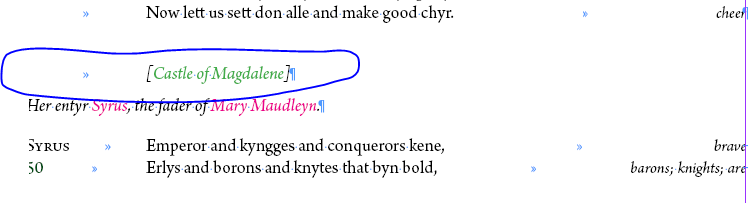 Now lett us sett don alle and make good chyr. cheer
[Castle of Magdalene]
Her entyr Syrus, the fader of Mary Maudleyn.
Syrus Emperor and kyngges and conquerors kene, brave
50 Erlys and borons and knytes that byn bold, barons; knights; are